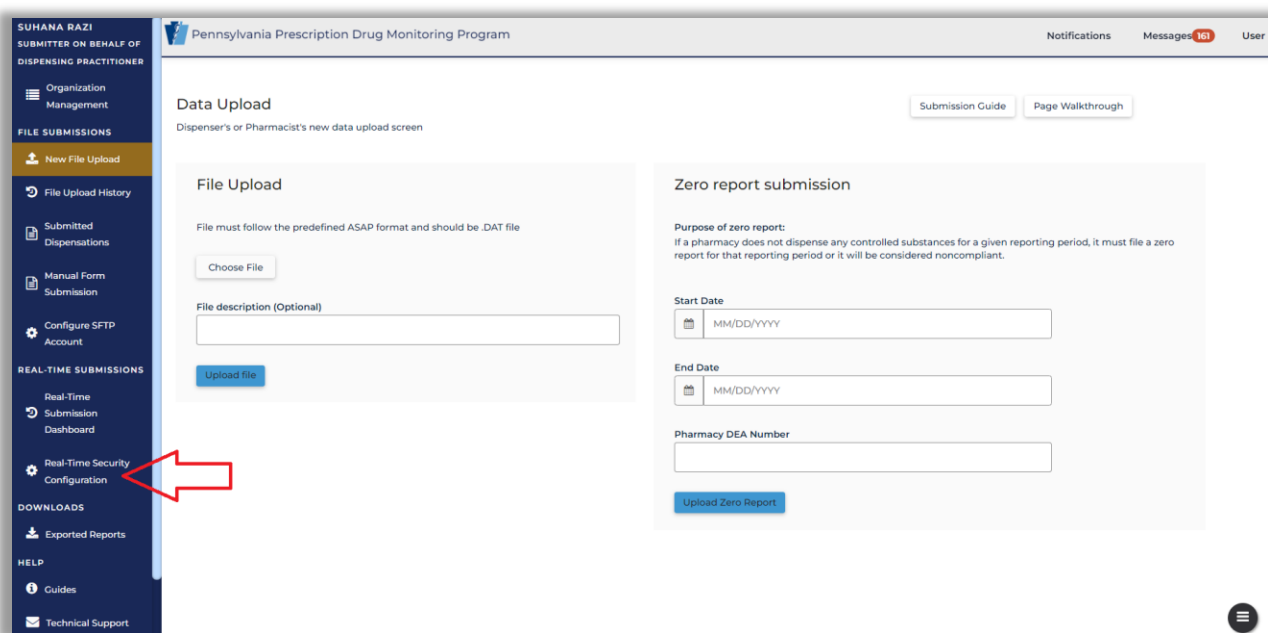 SUHANA RAZI
SUBMITTER ON BEHALF OF
DISPENSING PRACTITIONER
Organization
Management
FILE SUBMISSIONS
New File Upload
File Upload History
Submitted
Dispensations
Manual Form
Submission
Configure SFTP
Account
REAL-TIME SUBMISSIONS
Real-Time
Submission
Dashboard
Real-Time Security
Configuration
DOWNLOADS
Exported Reports
HELP
Guides
Technical Support
Pennsylvania Prescription Drug Monitoring Program
Notifications
Messages 161
User
Data Upload
Dispenser's or Pharmacist's new data upload screen
Submission Guide
Page Walkthrough
File Upload
File must follow the predefined ASAP format and should be .DAT file
Choose File
File description (Optional)
Upload file
Zero report submission
Purpose of zero report:
If a pharmacy does not dispense any controlled substances for a given reporting period, it must file a zero
report for that reporting period or it will be considered noncompliant.
Start Date
MM/DD/YYYY
End Date
MM/DD/YYYY
Pharmacy DEA Number
Upload Zero Report